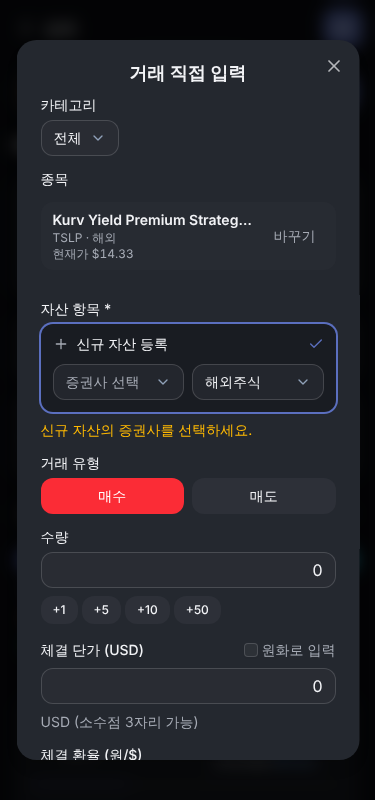 거래 직접 입력
카테고리
전체
종목
Kurv Yield Premium Strateg...
TSLP · 해외
현재가 $14.33
바꾸기
자산 항목 *
신규 자산 등록
증권사 선택
해외주식
신규 자산의 증권사를 선택하세요.
거래 유형
매수
매도
수량
0
+1
+5
+10
+50
체결 단가 (USD)
원화로 입력
0
USD (소수점 3자리 가능)
체결 환율 (원/$)